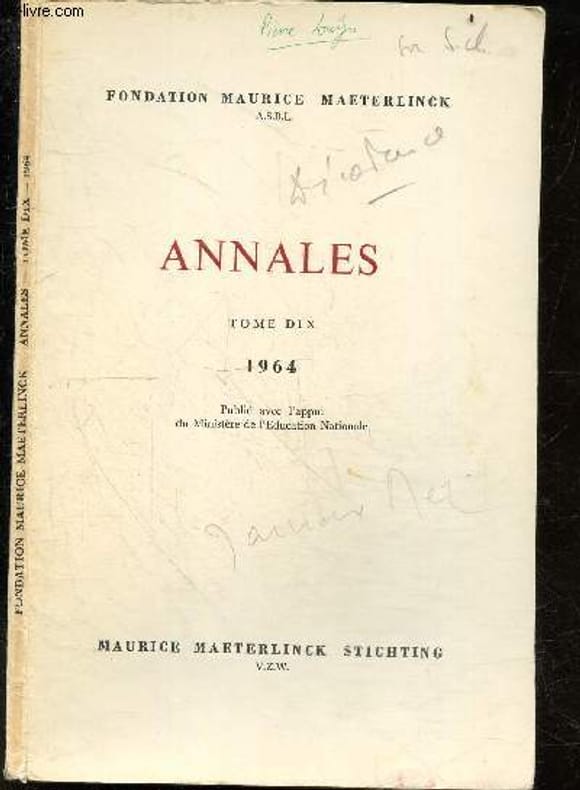 -livre.com
Pierre
FONDATION MAURICE MAETERLINCK
A.S.B.L.
ANNALES
TOME DIX
1964
Publié avec l'appui
du Ministère de l'Education Nationale
MAURICE MAETERLINCK STICHTING
V.Z.W.
FONDATION MAURICE MAETERLINCK ANNALES — TOME DIX — 1964